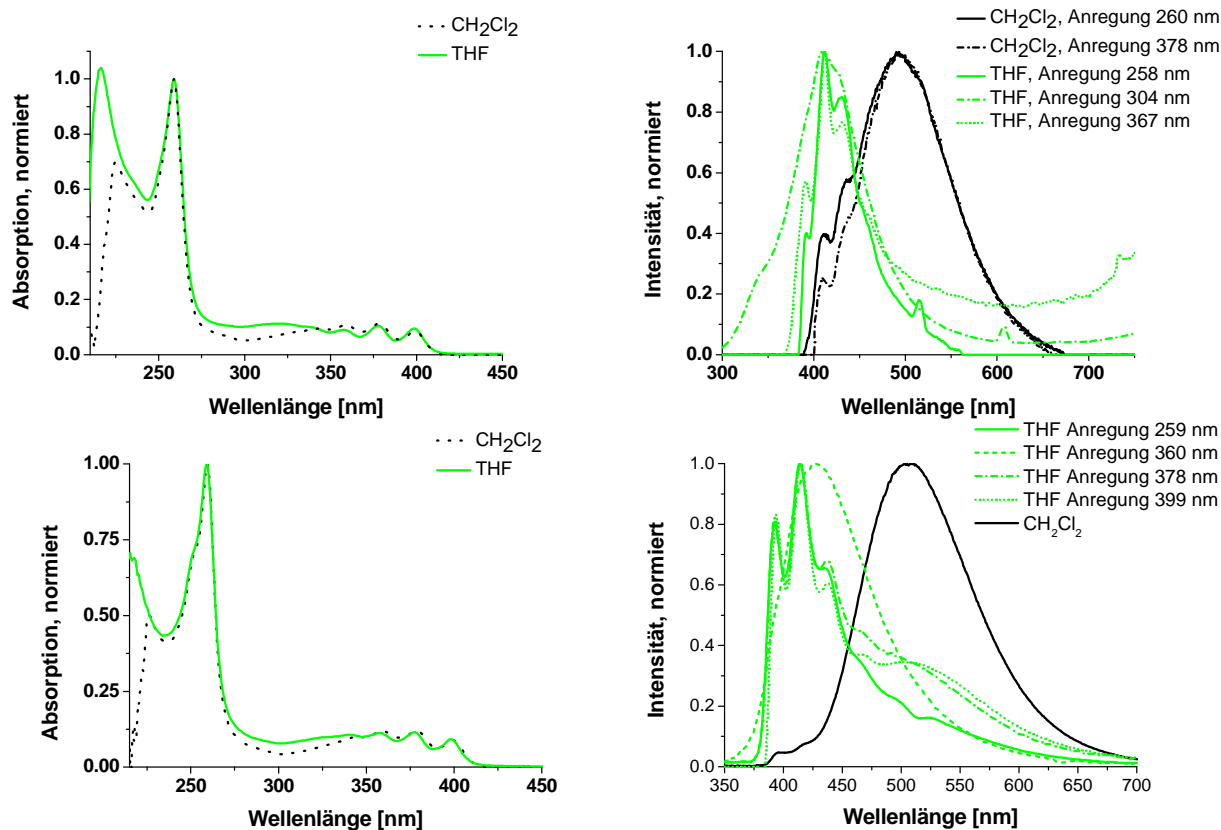 CH2Cl2
THF
Absorption, normiert
1.0
0.8
0.6
0.4
0.2
0.0
250 300 350 400 450
Wellenlänge [nm]
CH2Cl2, Anregung 260 nm
CH2Cl2, Anregung 378 nm
THF, Anregung 258 nm
THF, Anregung 304 nm
THF, Anregung 367 nm
Intensität, normiert
1.0
0.8
0.6
0.4
0.2
0.0
300 400 500 600 700
Wellenlänge [nm]
CH2Cl2
THF
Absorption, normiert
1.00
0.75
0.50
0.25
0.00
250 300 350 400 450
Wellenlänge [nm]
THF Anregung 259 nm
THF Anregung 360 nm
THF Anregung 378 nm
THF Anregung 399 nm
CH2Cl2
Intensität, normiert
1.0
0.8
0.6
0.4
0.2
0.0
350 400 450 500 550 600 650 700
Wellenlänge [nm]